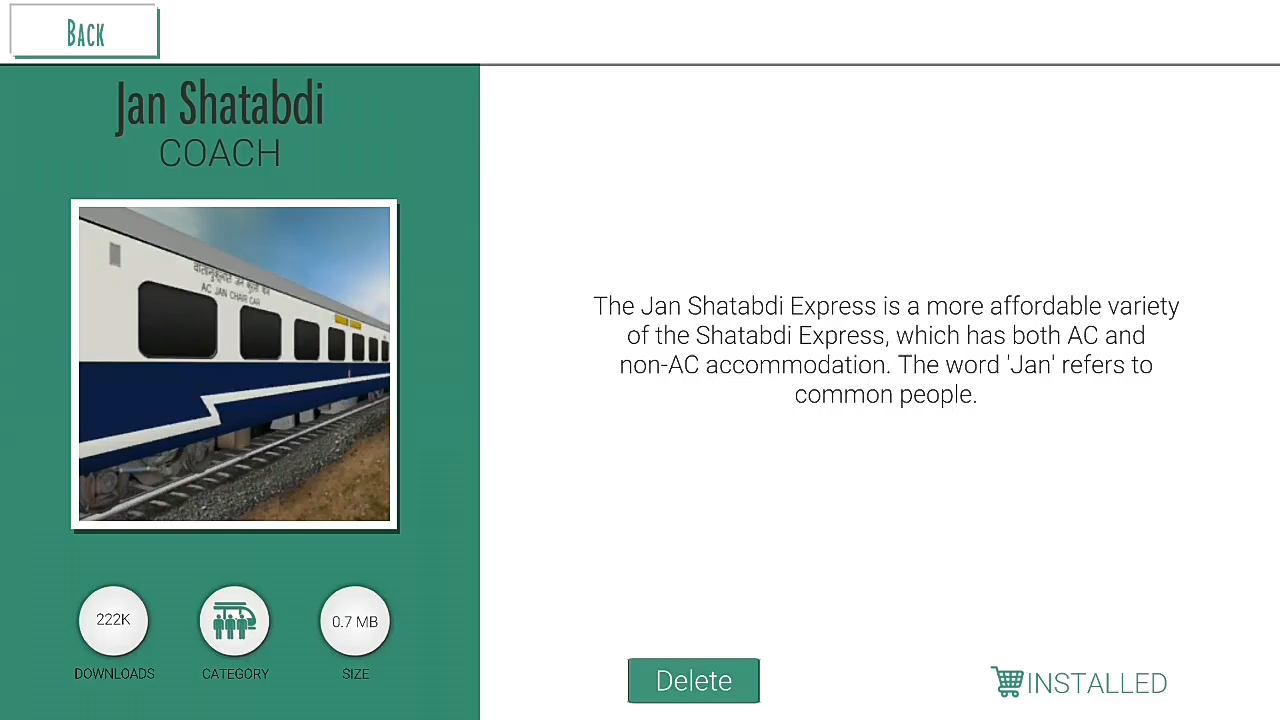 BACK
Jan Shatabdi
COACH
वातानुकूलित जन कुर्सी यान
AC JAN CHAIR CAR
The Jan Shatabdi Express is a more affordable variety
of the Shatabdi Express, which has both AC and
non-AC accommodation. The word 'Jan' refers to
common people.
222K
0.7 MB
DOWNLOADS
CATEGORY
SIZE
Delete
INSTALLED